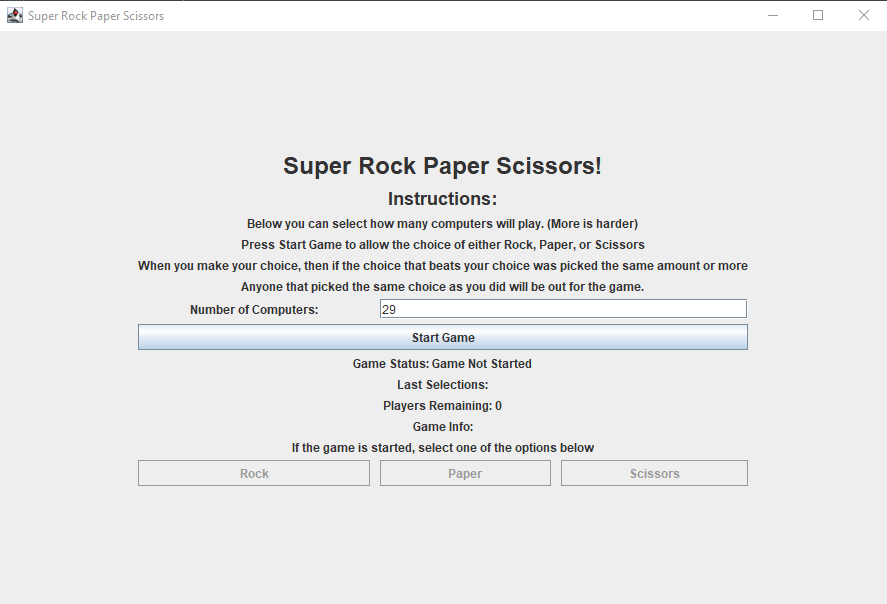 Super Rock Paper Scissors
Super Rock Paper Scissors!
Instructions:
Below you can select how many computers will play. (More is harder)
Press Start Game to allow the choice of either Rock, Paper, or Scissors
When you make your choice, then if the choice that beats your choice was picked the same amount or more
Anyone that picked the same choice as you did will be out for the game.
Number of Computers: 29
Start Game
Game Status: Game Not Started
Last Selections:
Players Remaining: 0
Game Info:
If the game is started, select one of the options below
Rock Paper Scissors